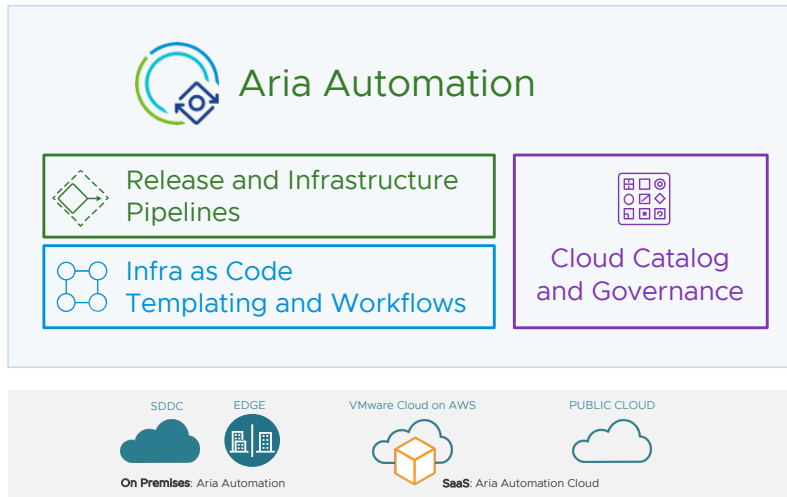 Aria Automation
Release and Infrastructure
Pipelines
Infra as Code
Templating and Workflows
Cloud Catalog
and Governance
SDDC
EDGE
VMware Cloud on AWS
PUBLIC CLOUD
On Premises: Aria Automation
SaaS: Aria Automation Cloud